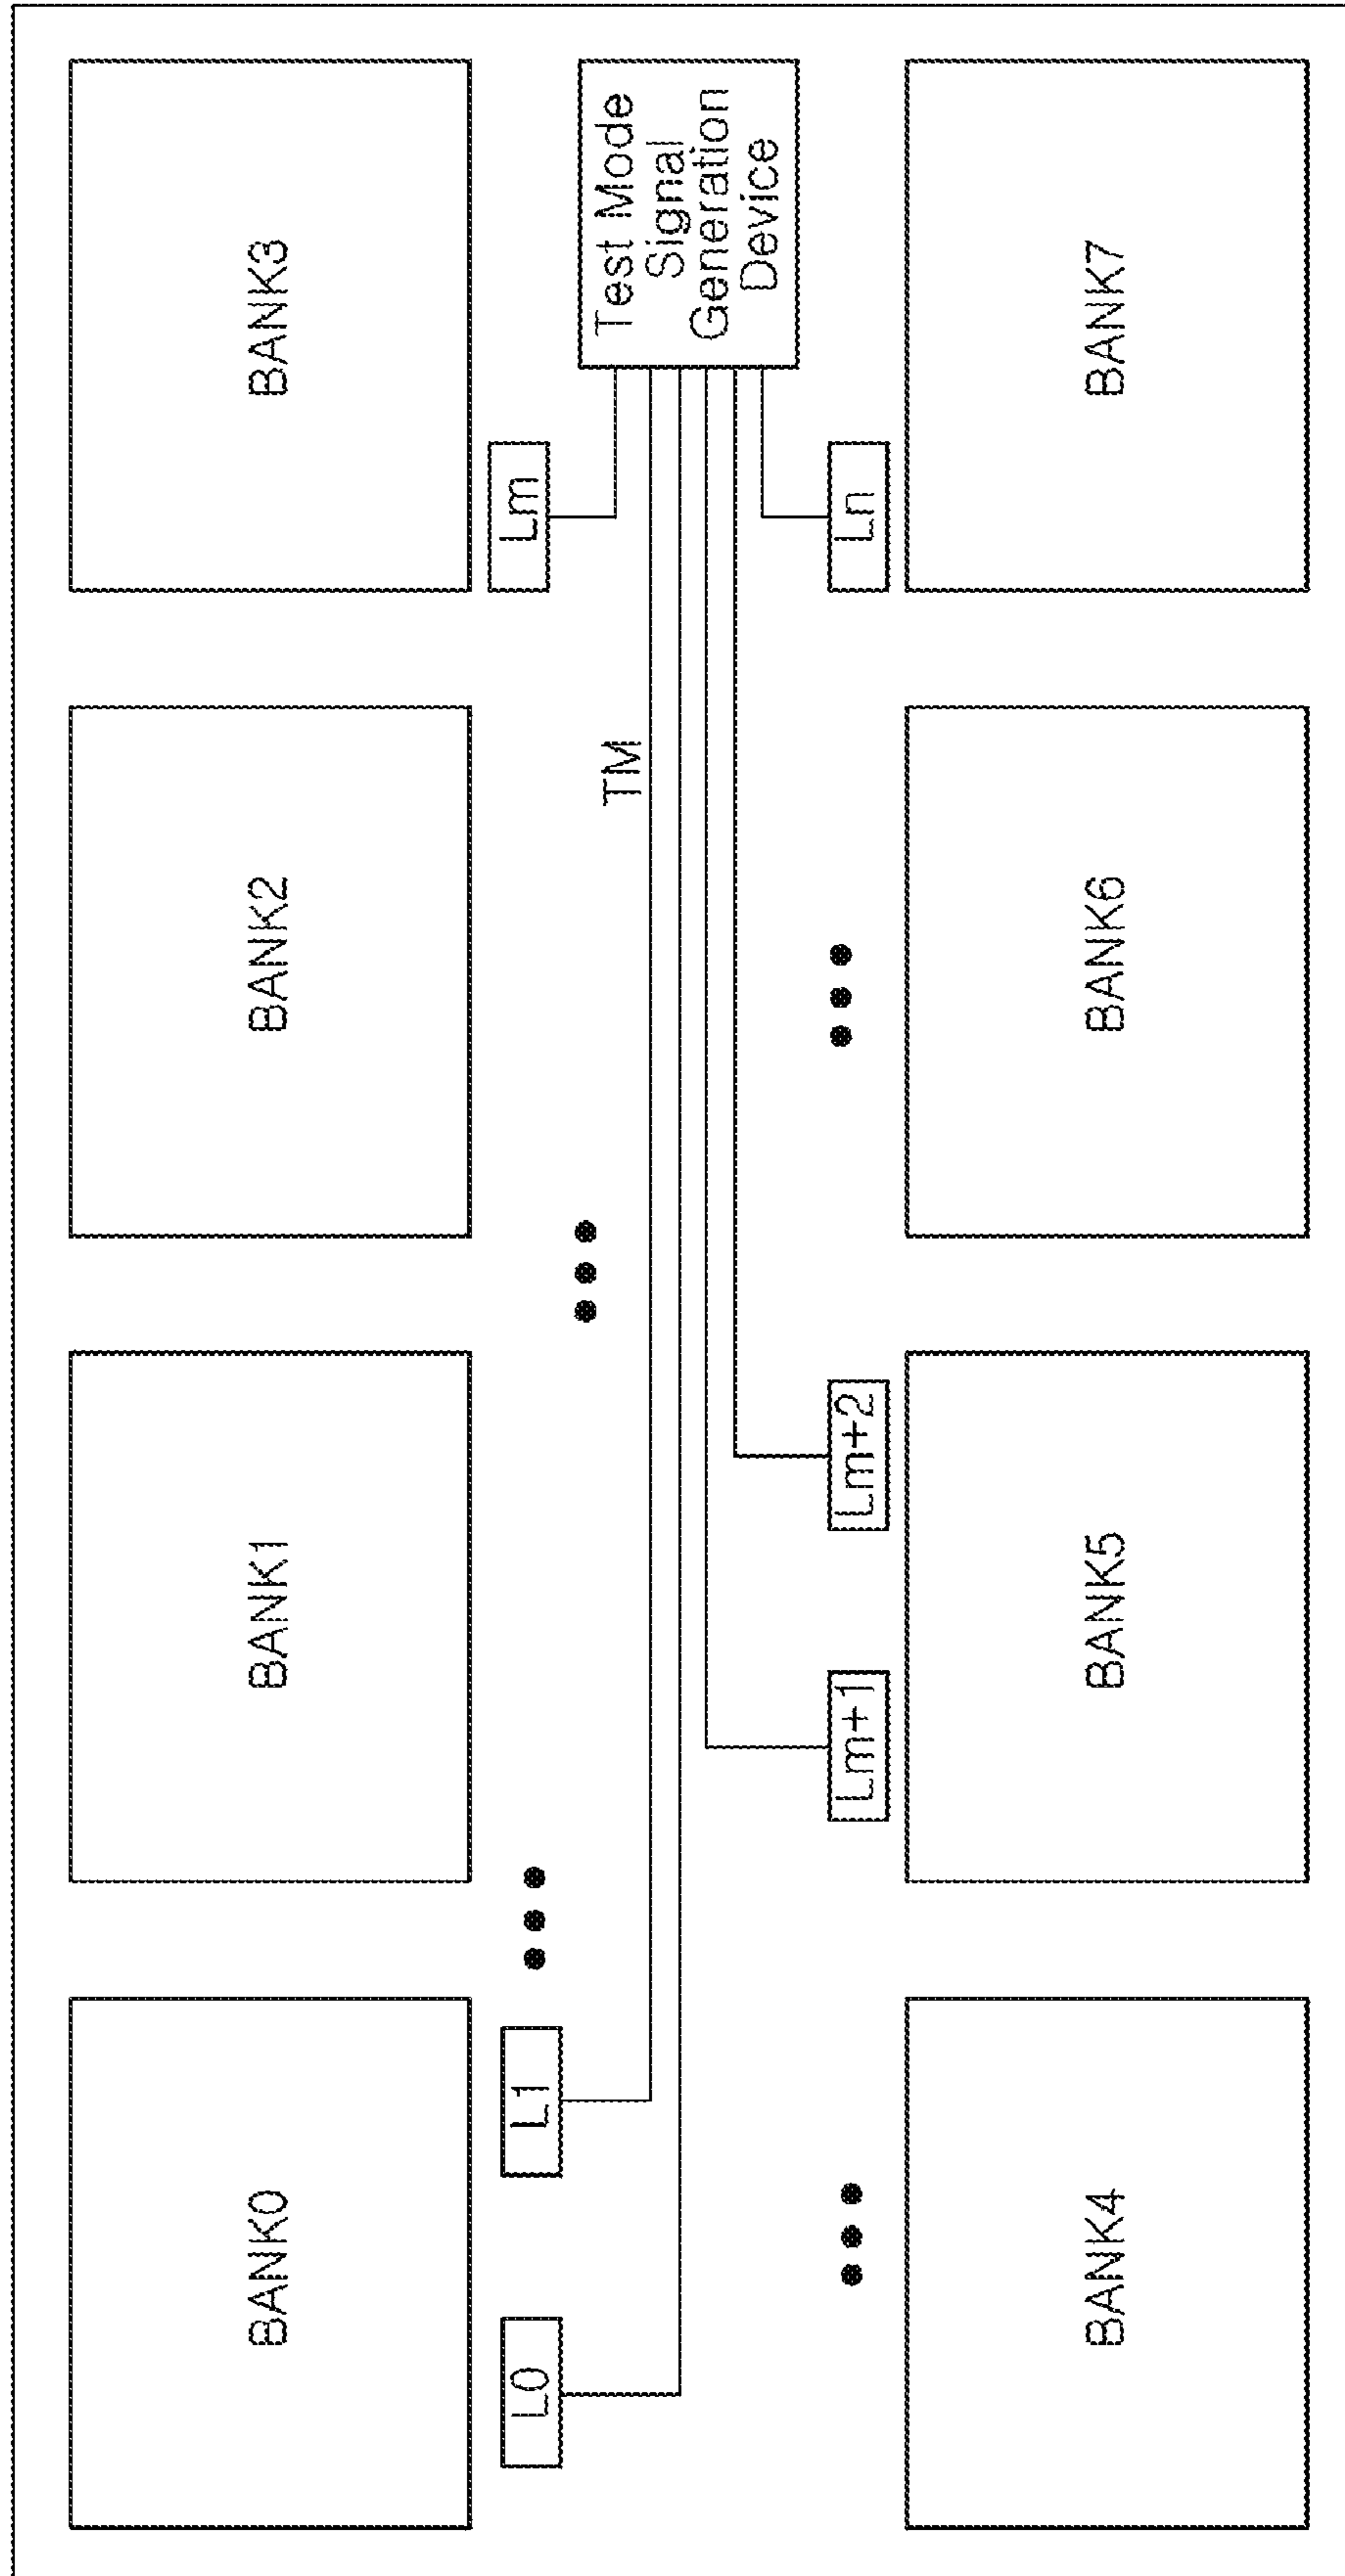 BANK0
BANK1
BANK2
BANK3
L0
L1
Lm
TM
Test Mode
Signal
Generation
Device
Lm+1
Lm+2
Ln
BANK4
BANK5
BANK6
BANK7